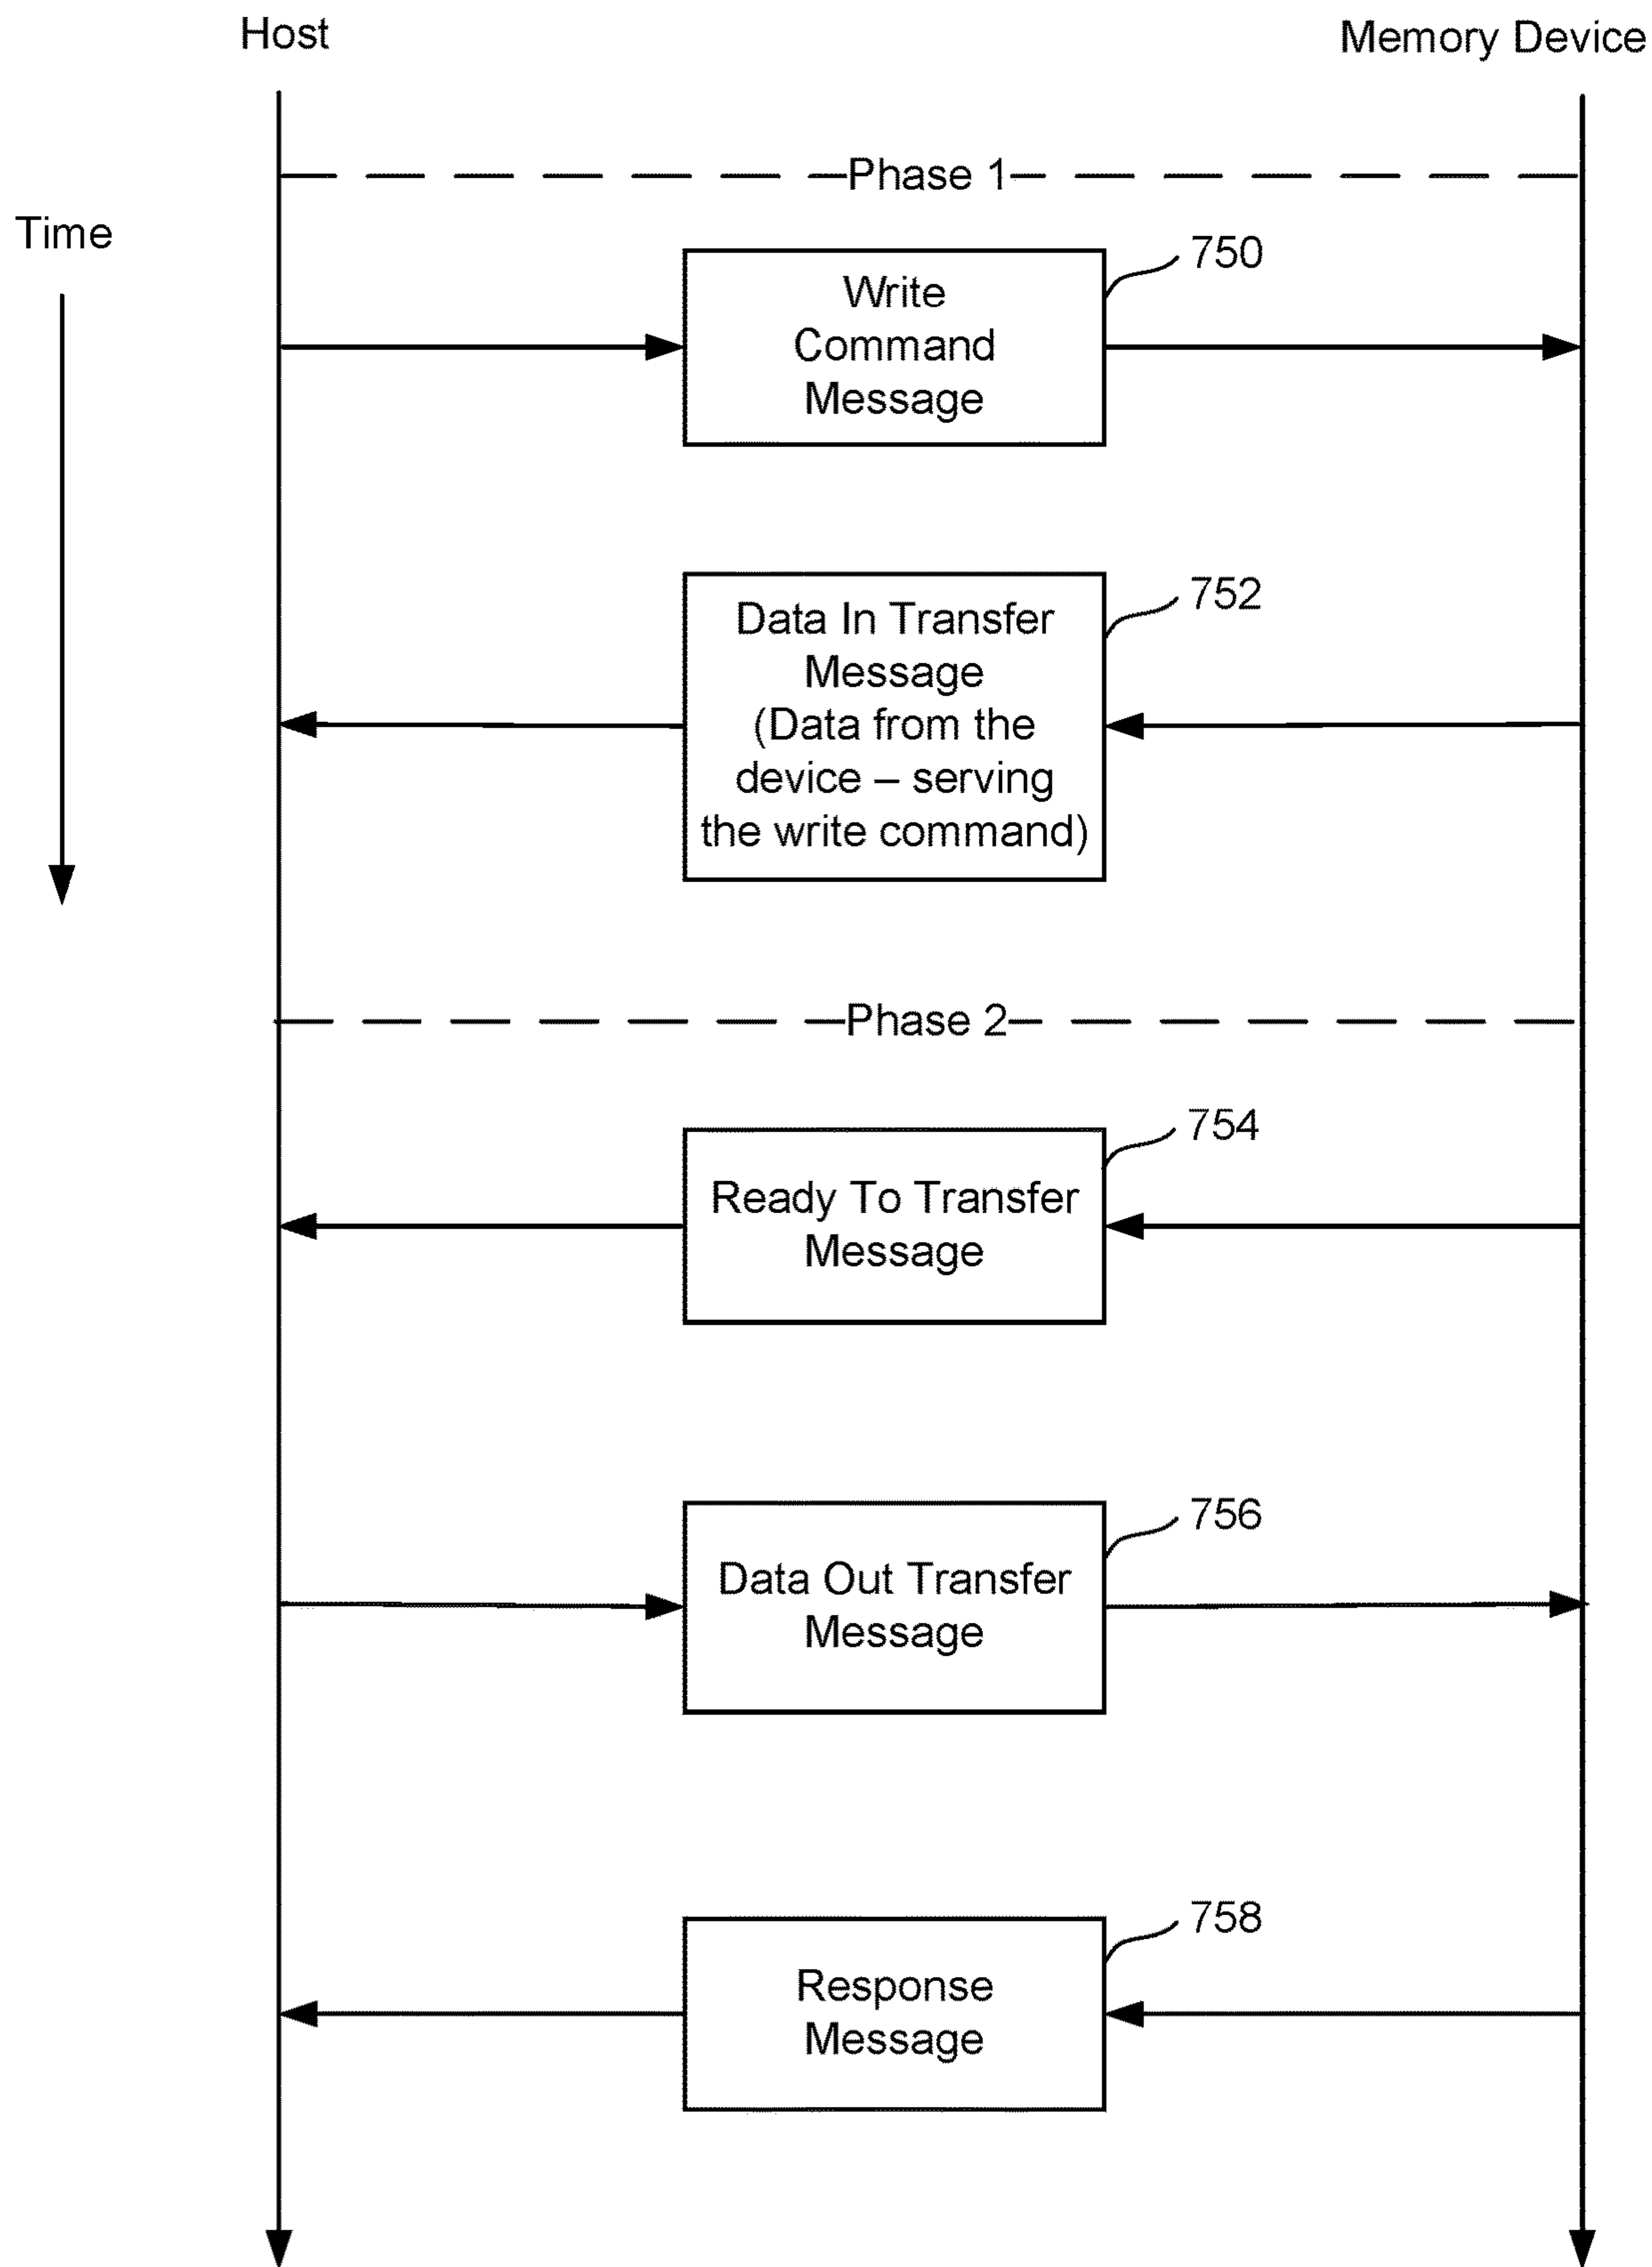 Host
Memory Device
Phase 1
Time
750
Write
Command
Message
752
Data In Transfer
Message
(Data from the
device – serving
the write command)
Phase 2
754
Ready To Transfer
Message
756
Data Out Transfer
Message
758
Response
Message